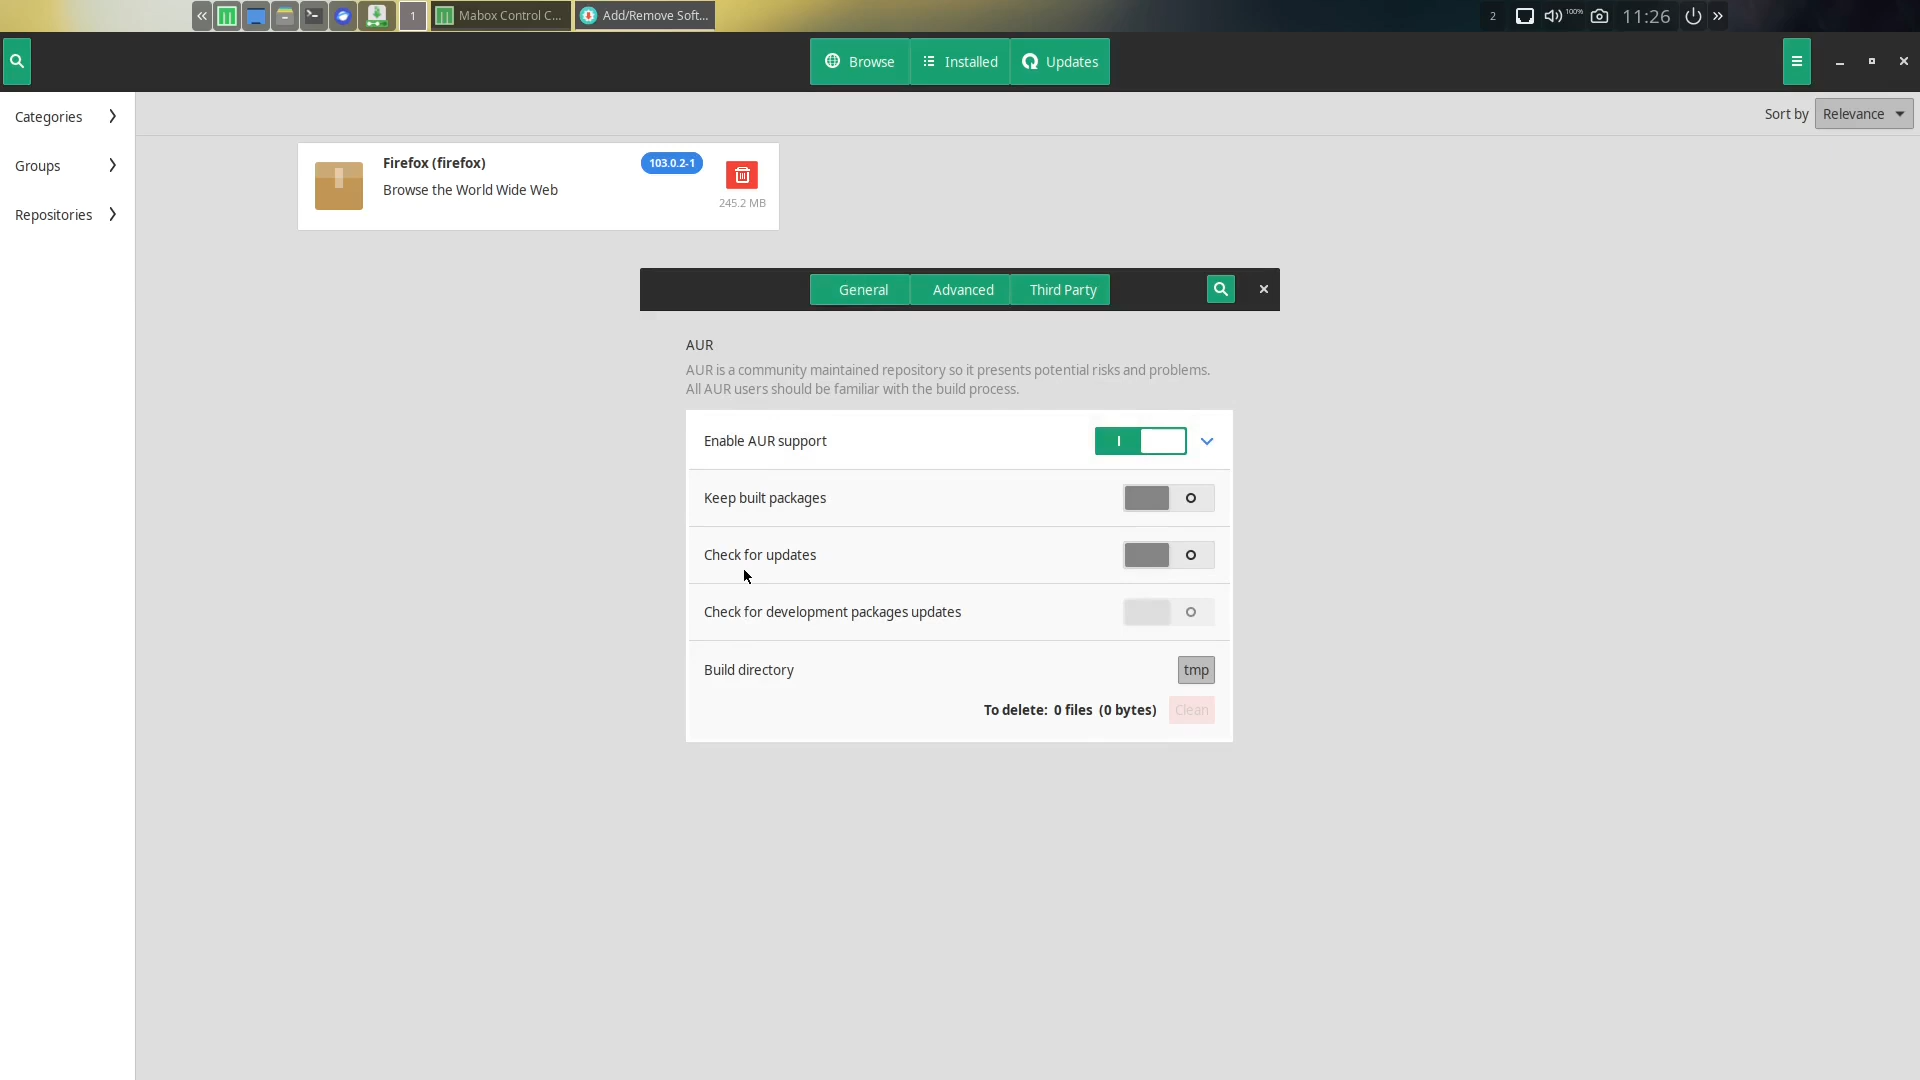 1
Mabox Control C...
Add/Remove Soft...
2
100%
11:26
Browse
Installed
Updates
Categories
Groups
Repositories
Sort by
Relevance
Firefox (firefox)
103.0.2-1
Browse the World Wide Web
245.2 MB
General
Advanced
Third Party
AUR
AUR is a community maintained repository so it presents potential risks and problems.
All AUR users should be familiar with the build process.
Enable AUR support
Keep built packages
Check for updates
Check for development packages updates
Build directory
tmp
To delete: 0 files (0 bytes)
Clean